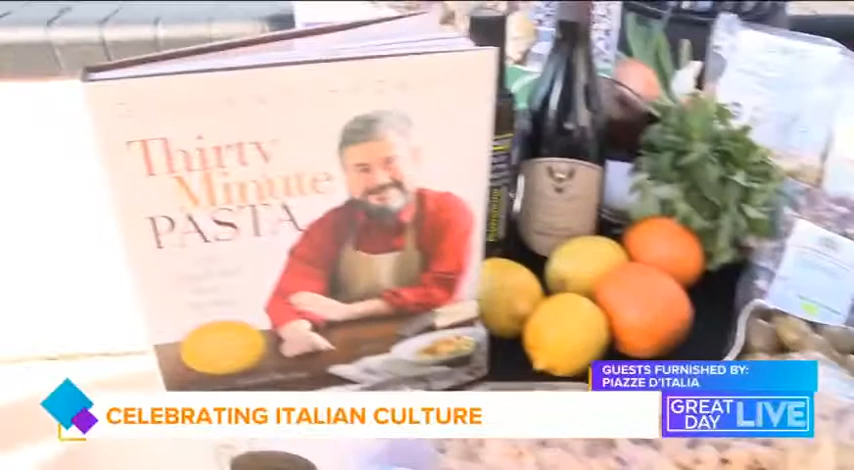 Thirty
Minute
PASTA
GUESTS FURNISHED BY:
PIAZZE D'ITALIA
CELEBRATING ITALIAN CULTURE
GREAT
DAY LIVE